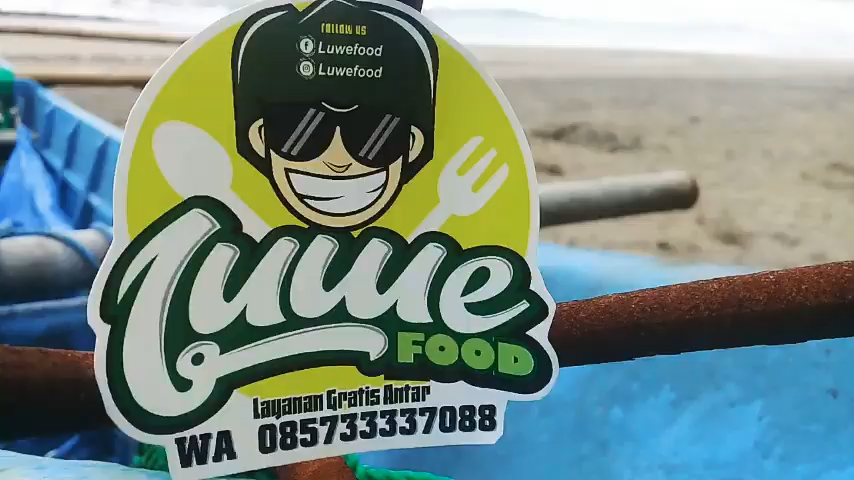 FOLLOW US
Luwefood
Luwefood
Luwe
FOOD
Layanan Gratis Antar
WA 085733337088